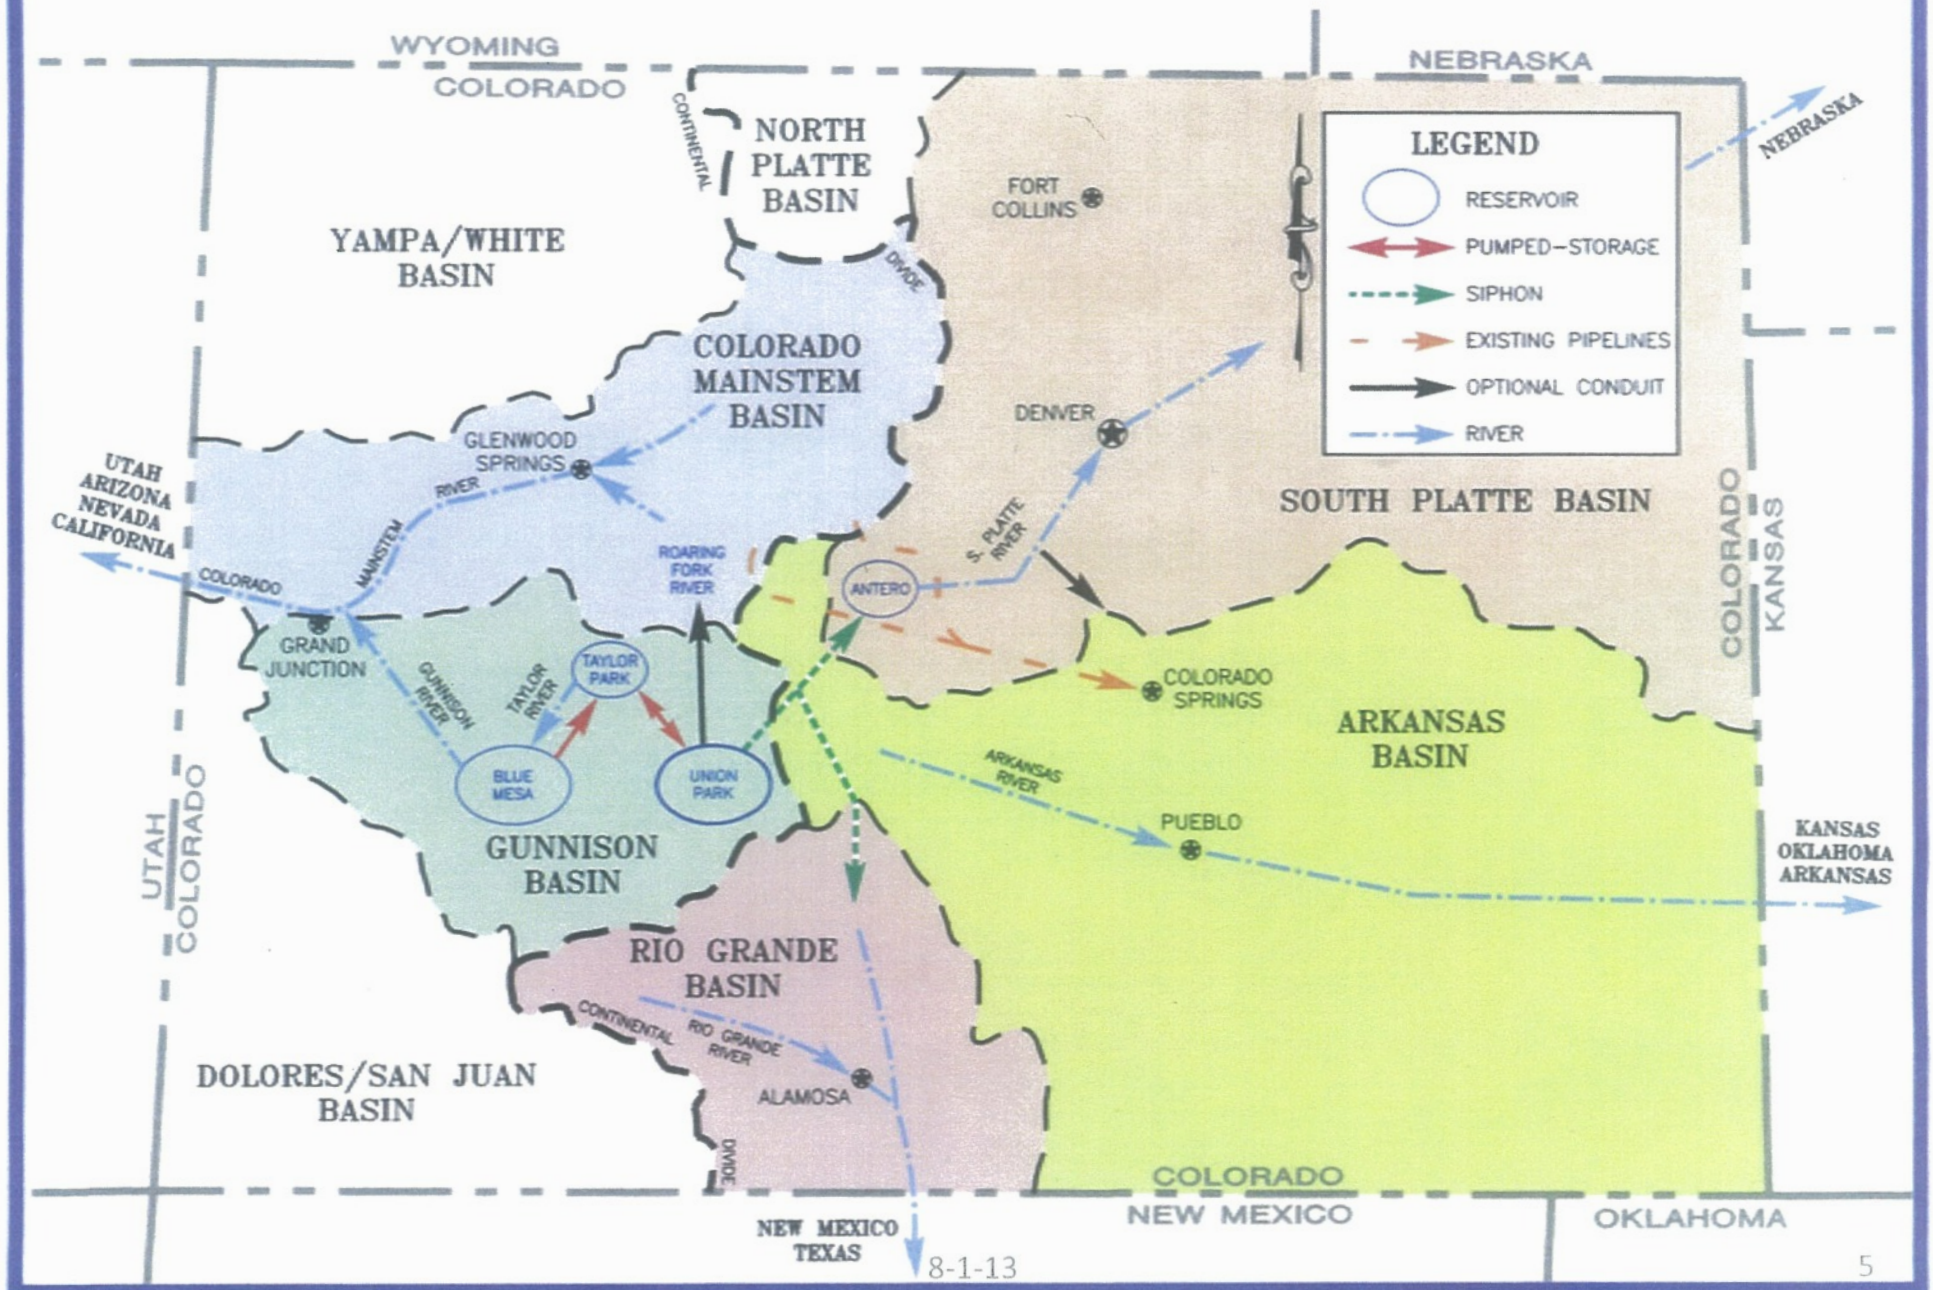 WYOMING
COLORADO
NEBRASKA
NEBRASKA
CONTINENTAL
DIVIDE
NORTH
PLATTE
BASIN
YAMPA/WHITE
BASIN
FORT
COLLINS
LEGEND
RESERVOIR
PUMPED-STORAGE
SIPHON
EXISTING PIPELINES
OPTIONAL CONDUIT
RIVER
COLORADO
MAINSTEM
BASIN
GLENWOOD
SPRINGS
DENVER
SOUTH PLATTE BASIN
S. PLATTE
RIVER
COLORADO
KANSAS
UTAH
ARIZONA
NEVADA
CALIFORNIA
COLORADO
MAINSTEM
RIVER
ROARING
FORK
RIVER
ANTERO
GRAND
JUNCTION
GUNNISON
RIVER
TAYLOR
RIVER
TAYLOR
PARK
BLUE
MESA
UNION
PARK
COLORADO
SPRINGS
ARKANSAS
BASIN
ARKANSAS
RIVER
PUEBLO
KANSAS
OKLAHOMA
ARKANSAS
UTAH
COLORADO
GUNNISON
BASIN
RIO GRANDE
BASIN
CONTINENTAL
DIVIDE
RIO GRANDE
RIVER
ALAMOSA
DOLORES/SAN JUAN
BASIN
COLORADO
NEW MEXICO
OKLAHOMA
NEW MEXICO
TEXAS
8-1-13
5